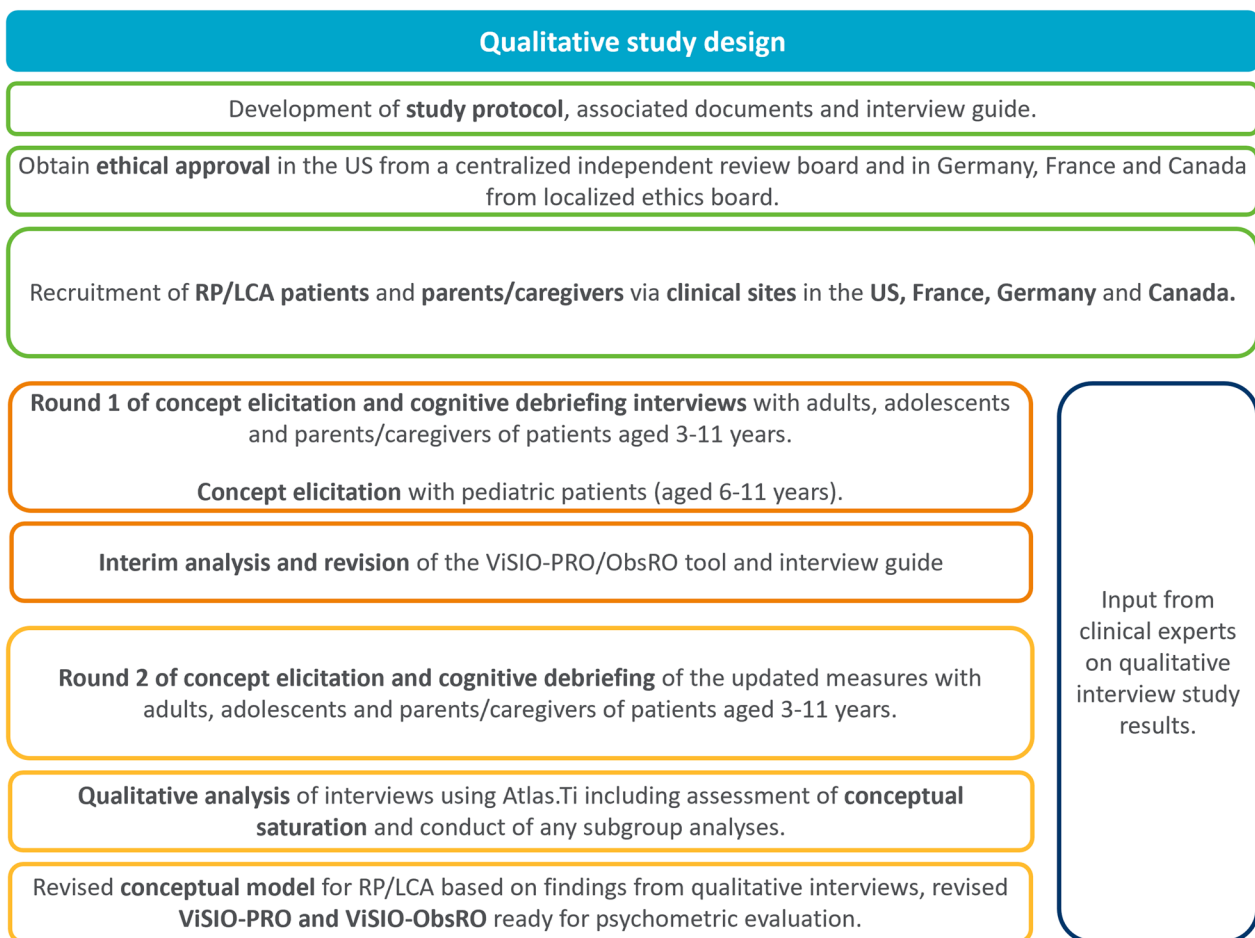 Qualitative study design
Development of study protocol, associated documents and interview guide.
Obtain ethical approval in the US from a centralized independent review board and in Germany, France and Canada
from localized ethics board.
Recruitment of RP/LCA patients and parents/caregivers via clinical sites in the US, France, Germany and Canada.
Round 1 of concept elicitation and cognitive debriefing interviews with adults, adolescents
and parents/caregivers of patients aged 3-11 years.
Concept elicitation with pediatric patients (aged 6-11 years).
Interim analysis and revision of the ViSIO-PRO/ObsRO tool and interview guide
Round 2 of concept elicitation and cognitive debriefing of the updated measures with
adults, adolescents and parents/caregivers of patients aged 3-11 years.
Qualitative analysis of interviews using Atlas.Ti including assessment of conceptual
saturation and conduct of any subgroup analyses.
Revised conceptual model for RP/LCA based on findings from qualitative interviews, revised
ViSIO-PRO and ViSIO-ObsRO ready for psychometric evaluation.
Input from
clinical experts
on qualitative
interview study
results.